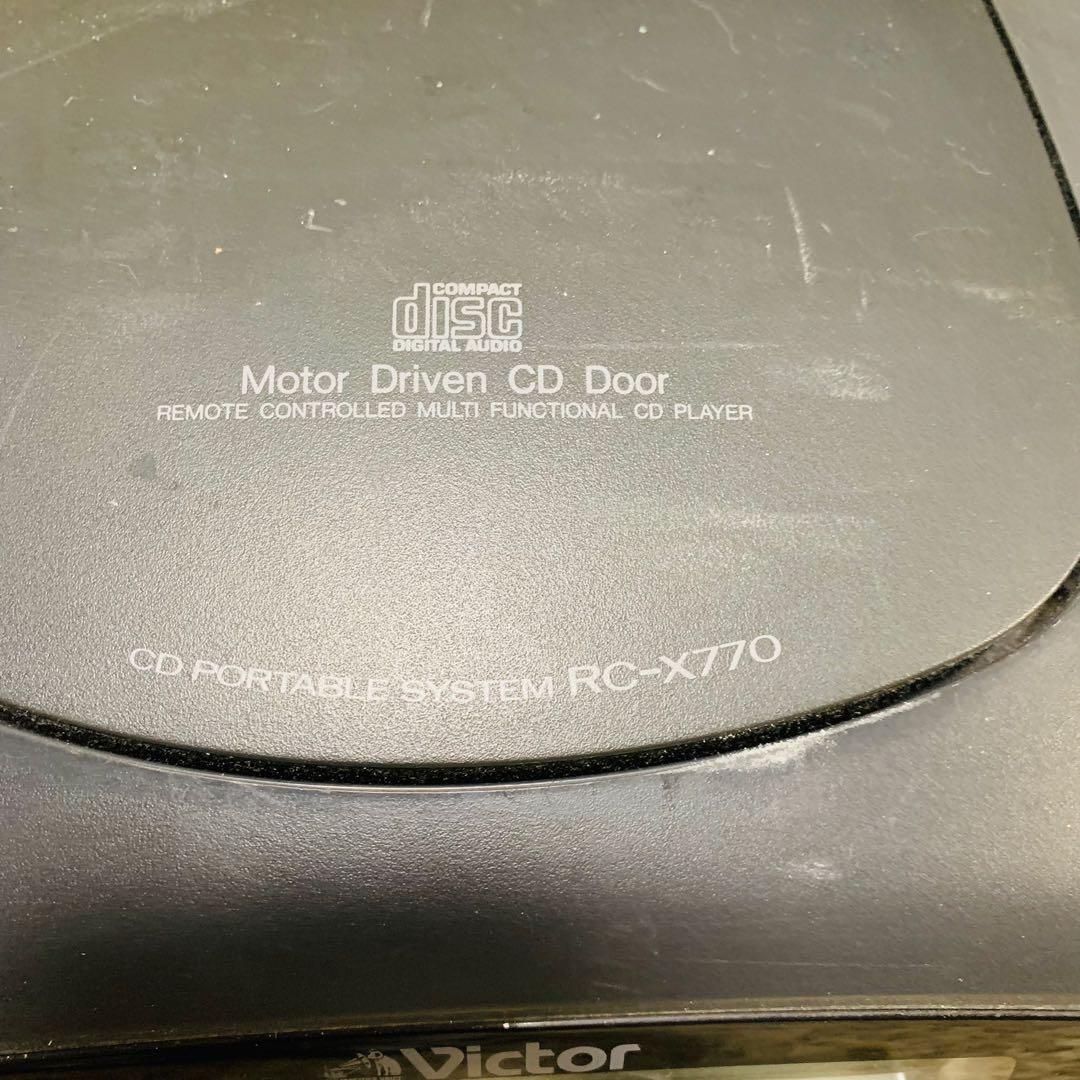 COMPACT
disc
DIGITAL AUDIO
Motor Driven CD Door
REMOTE CONTROLLED MULTI FUNCTIONAL CD PLAYER
CD PORTABLE SYSTEM RC-X770
Victor